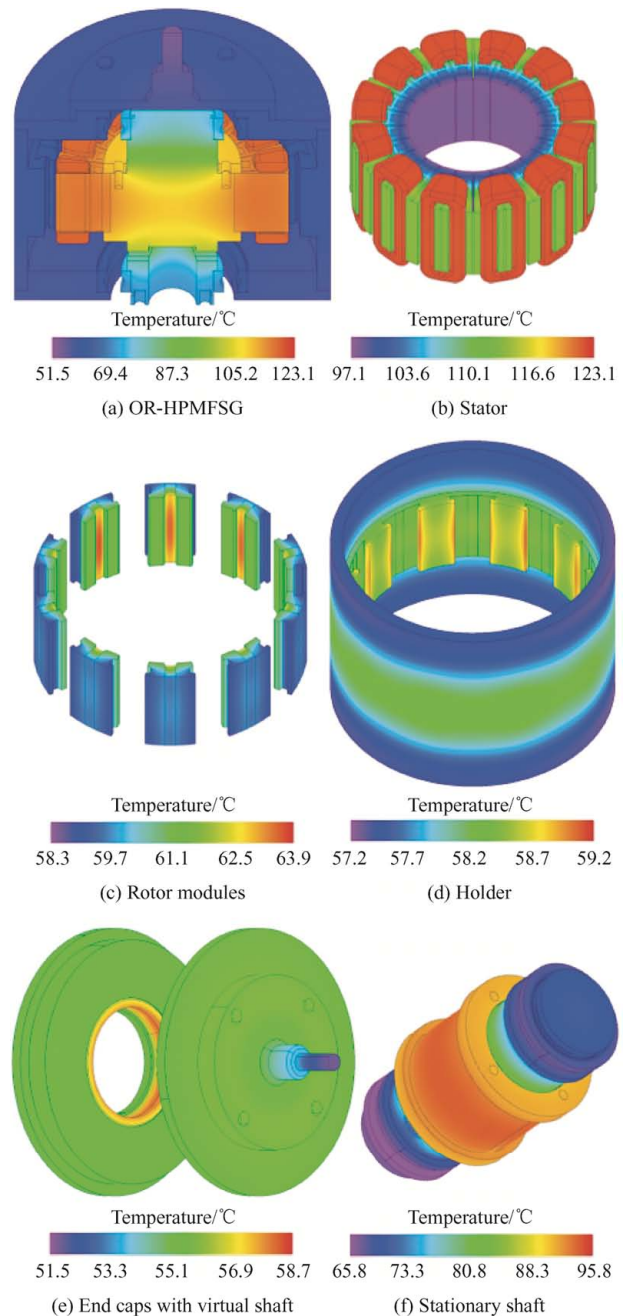 Temperature/℃
51.5 69.4 87.3 105.2 123.1
(a) OR-HPMFSG
Temperature/℃
97.1 103.6 110.1 116.6 123.1
(b) Stator
Temperature/℃
58.3 59.7 61.1 62.5 63.9
(c) Rotor modules
Temperature/℃
57.2 57.7 58.2 58.7 59.2
(d) Holder
Temperature/℃
51.5 53.3 55.1 56.9 58.7
(e) End caps with virtual shaft
Temperature/℃
65.8 73.3 80.8 88.3 95.8
(f) Stationary shaft